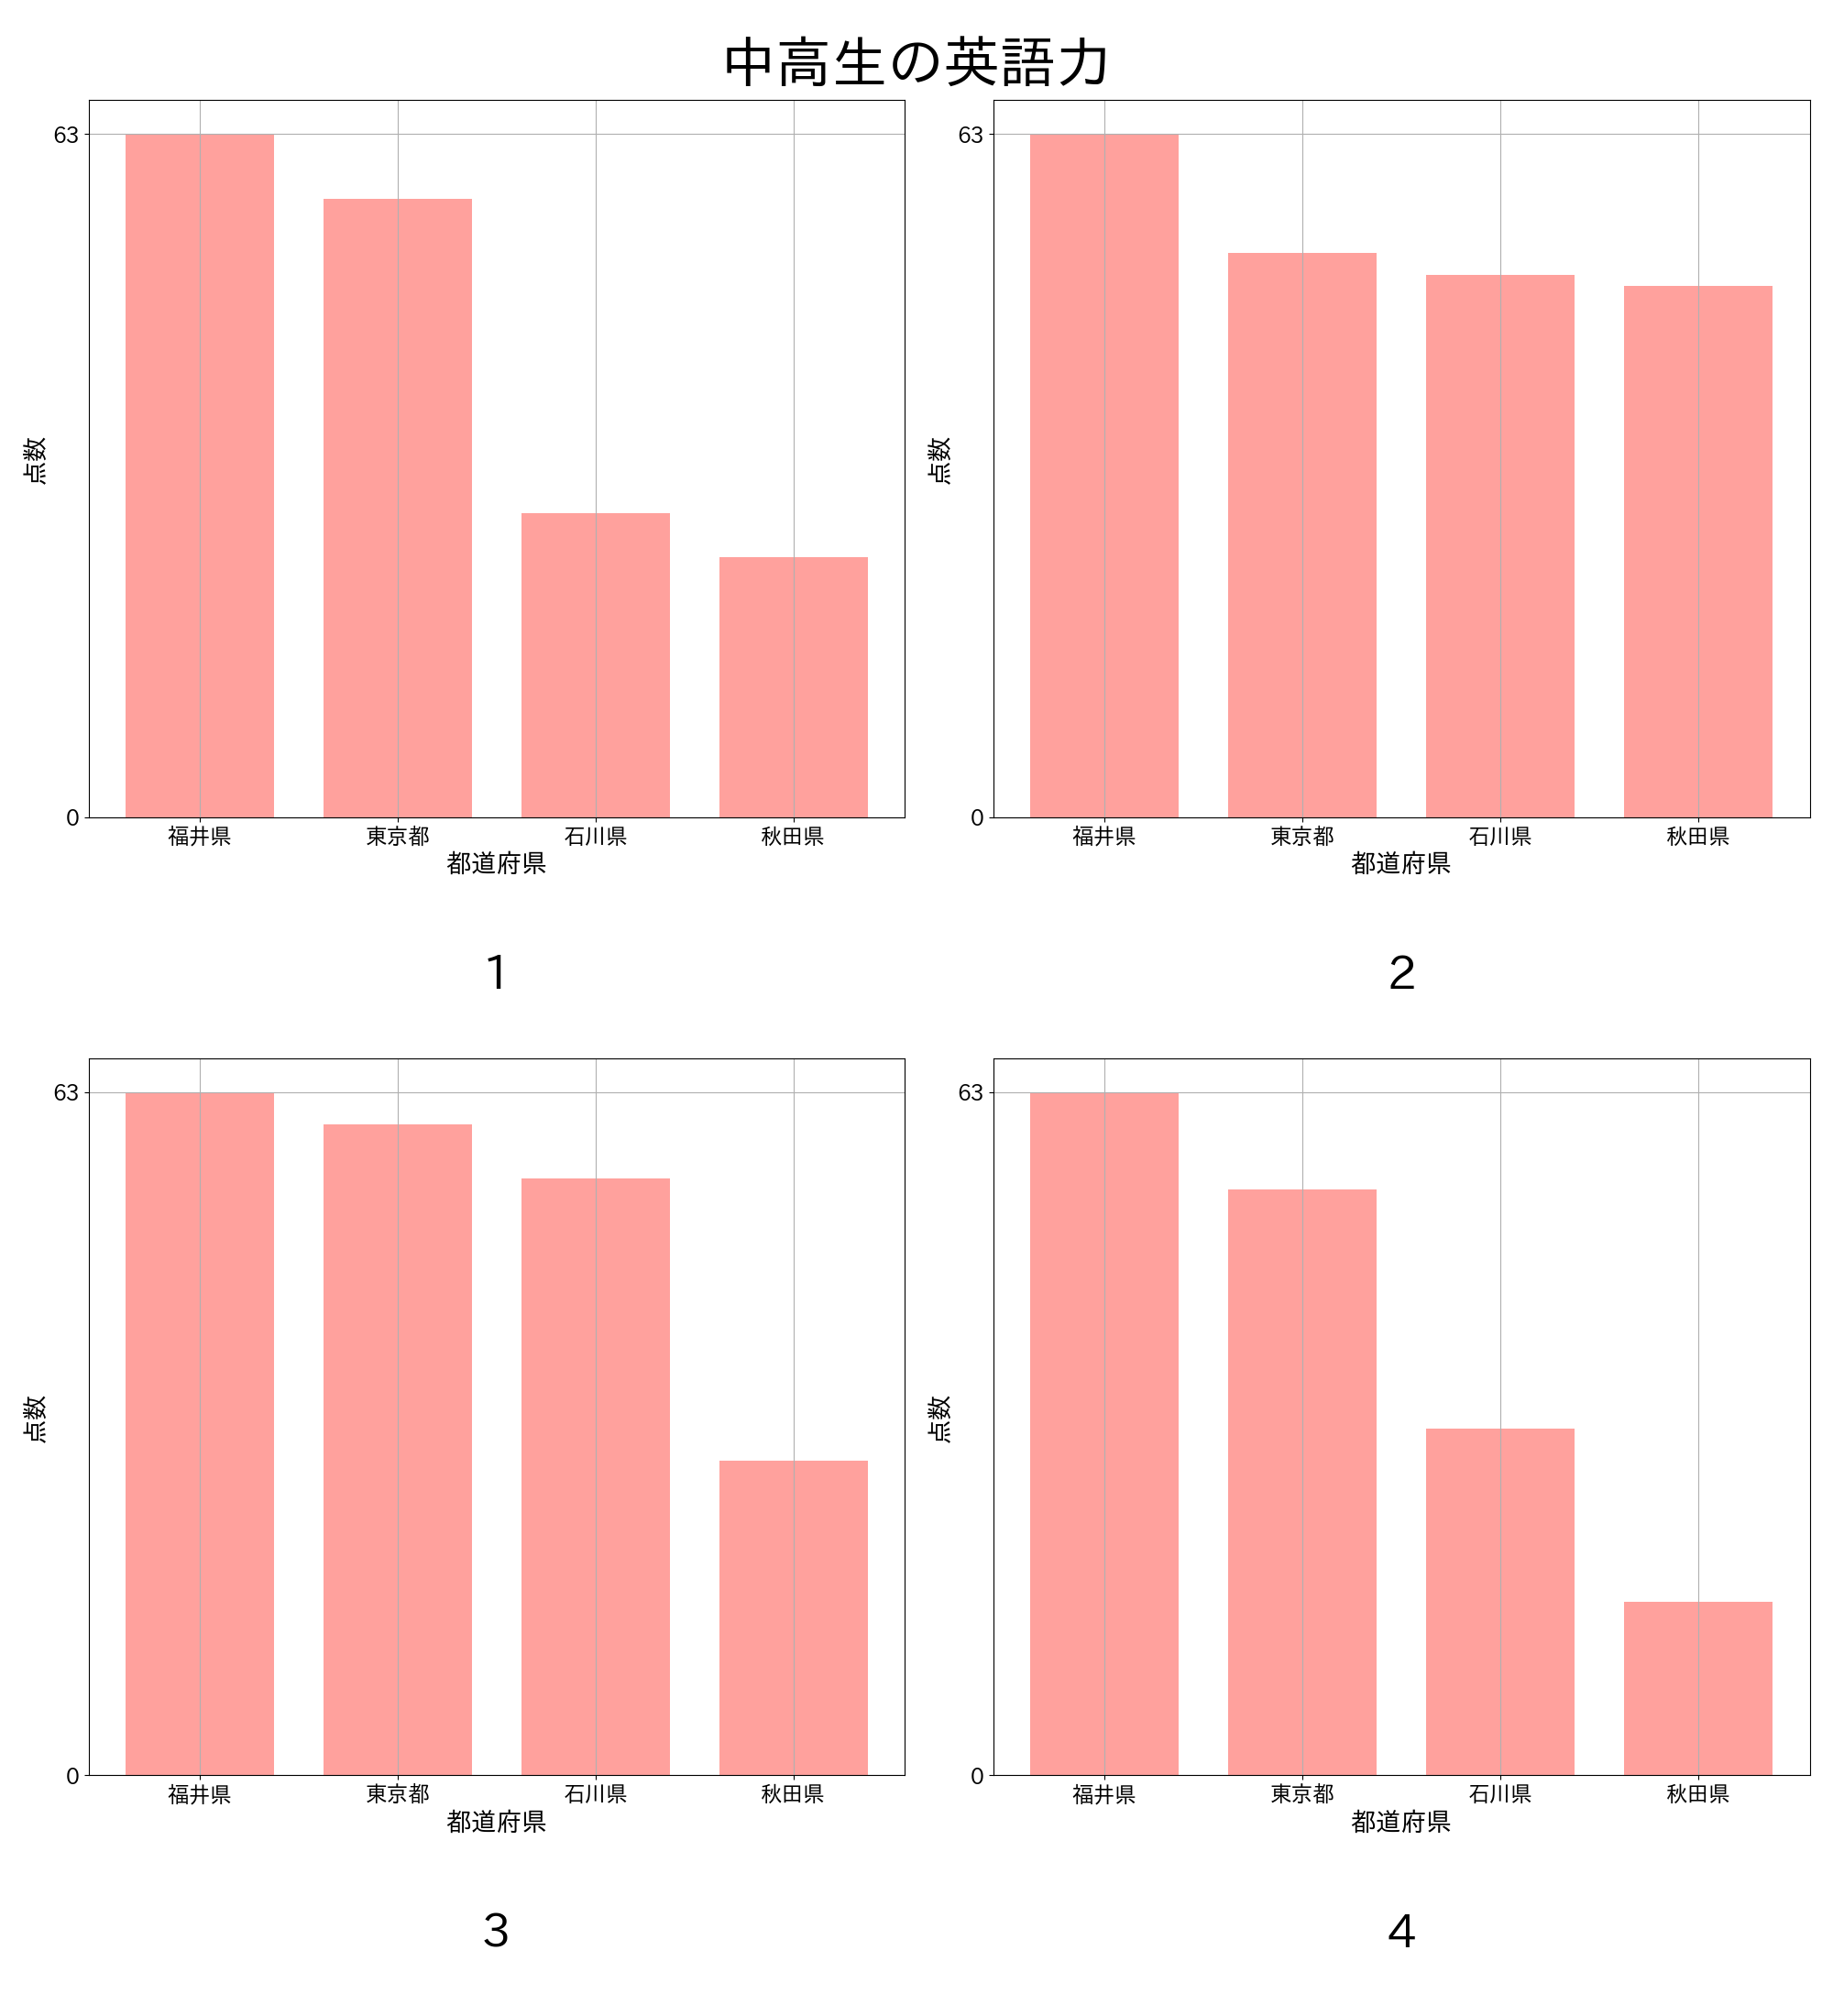 中高生の英語力
63
点数
0
福井県 東京都 石川県 秋田県
都道府県
1
63
点数
0
福井県 東京都 石川県 秋田県
都道府県
2
63
点数
0
福井県 東京都 石川県 秋田県
都道府県
3
63
点数
0
福井県 東京都 石川県 秋田県
都道府県
4